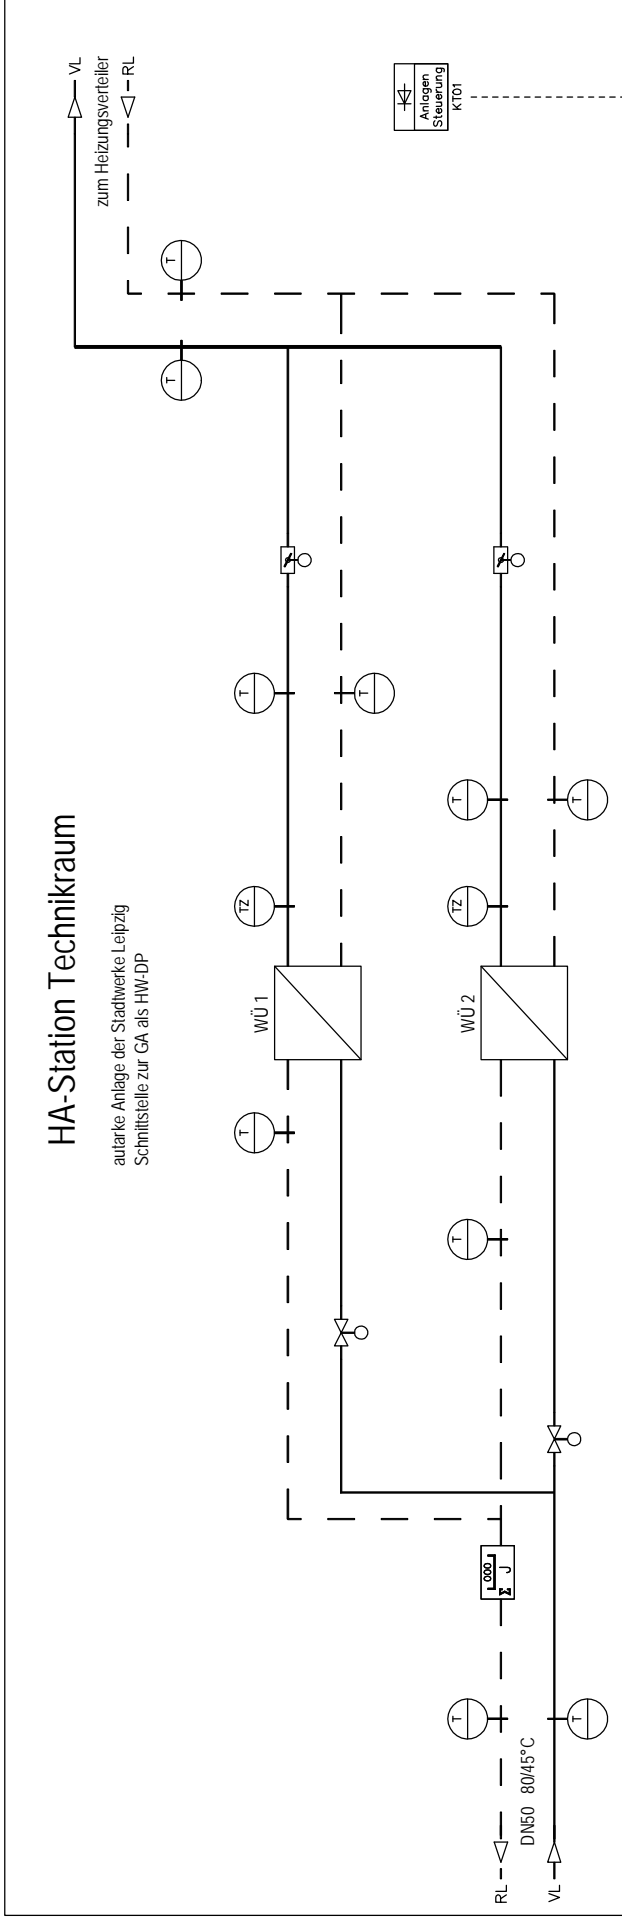 HA-Station Technikraum
autarke Anlage der Stadtwerke Leipzig
Schnittstelle zur GA als HW-DP
VL
zum Heizungsverteiler
RL
T
T
T
TZ
T
WÜ 1
T
T
TZ
T
T
WÜ 2
T
000
Σ J
T
RL
DN50 80/45°C
T
VL
Anlagen
Steuerung
KT01